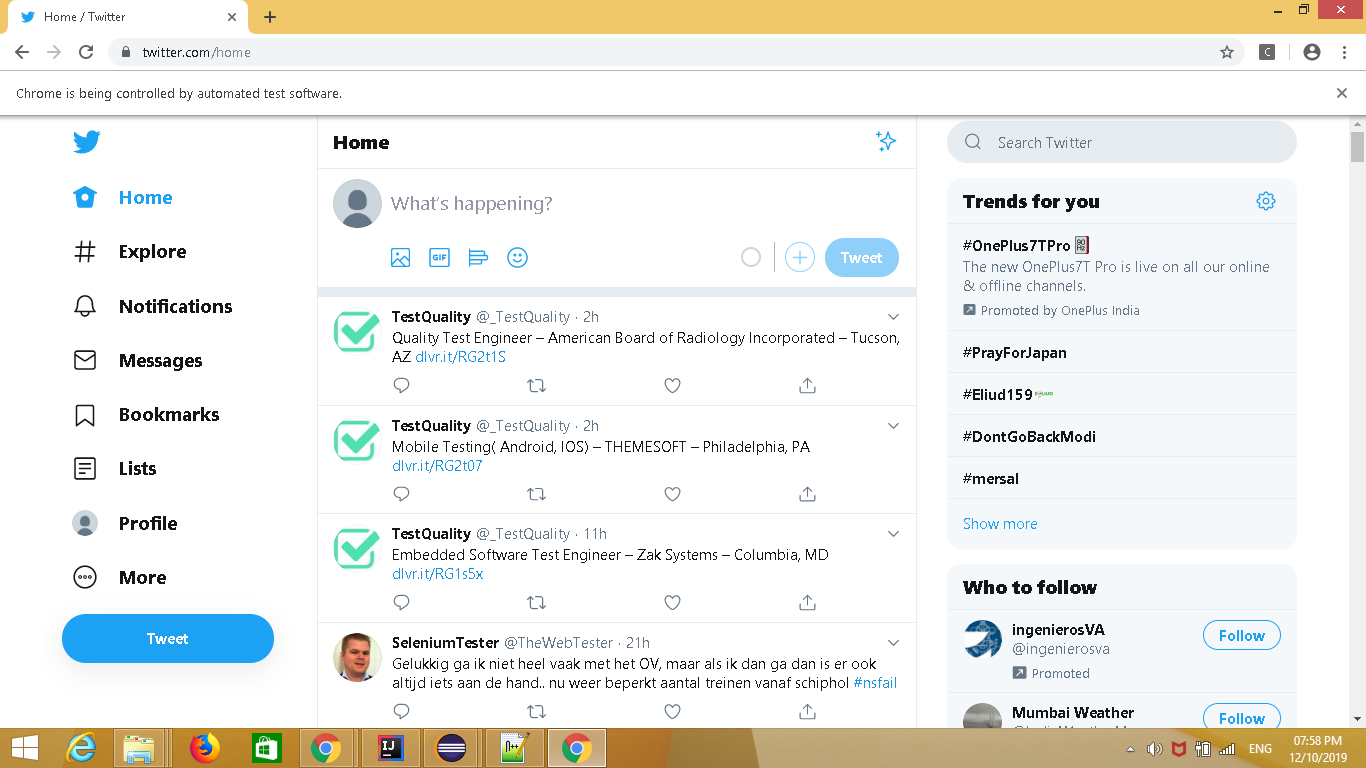 Home / Twitter
twitter.com/home
C
Chrome is being controlled by automated test software.
Home
Explore
Notifications
Messages
Bookmarks
Lists
Profile
More
Tweet
Home
What's happening?
GIF
Tweet
TestQuality @_TestQuality · 2h
Quality Test Engineer – American Board of Radiology Incorporated – Tucson,
AZ dlvr.it/RG2t1S
TestQuality @_TestQuality · 2h
Mobile Testing( Android, IOS) – THEMESOFT – Philadelphia, PA
dlvr.it/RG2t07
TestQuality @_TestQuality · 11h
Embedded Software Test Engineer – Zak Systems – Columbia, MD
dlvr.it/RG1s5x
SeleniumTester @TheWebTester · 21h
Gelukkig ga ik niet heel vaak met het OV, maar als ik dan ga dan is er ook
altijd iets aan de hand.. nu weer beperkt aantal treinen vanaf schiphol #nsfail
Search Twitter
Trends for you
#OnePlus7TPro
The new OnePlus7T Pro is live on all our online
& offline channels.
Promoted by OnePlus India
#PrayForJapan
#Eliud159
#DontGoBackModi
#mersal
Show more
Who to follow
ingenierosVA
@ingenierosva
Follow
Promoted
Mumbai Weather
Follow
IJ
ENG
07:58 PM
12/10/2019